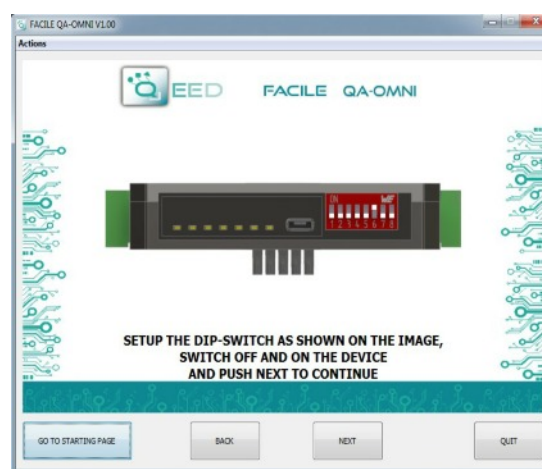 FACILE QA-OMNI V1.00
Actions
QEED FACILE QA-OMNI
ON
1 2 3 4 5 6 7 8
SETUP THE DIP-SWITCH AS SHOWN ON THE IMAGE,
SWITCH OFF AND ON THE DEVICE
AND PUSH NEXT TO CONTINUE
GO TO STARTING PAGE BACK NEXT QUIT